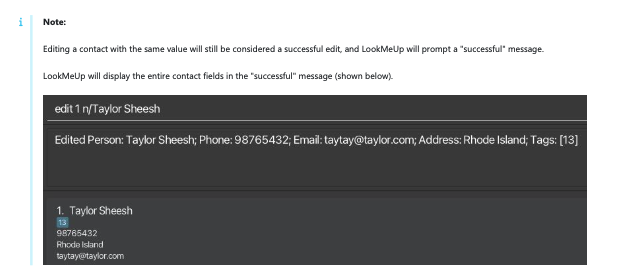 i Note:
Editing a contact with the same value will still be considered a successful edit, and LookMeUp will prompt a "successful" message.
LookMeUp will display the entire contact fields in the "successful" message (shown below).
edit 1 n/Taylor Sheesh
Edited Person: Taylor Sheesh; Phone: 98765432; Email: taytay@taylor.com; Address: Rhode Island; Tags: [13]
1. Taylor Sheesh
13
98765432
Rhode Island
taytay@taylor.com